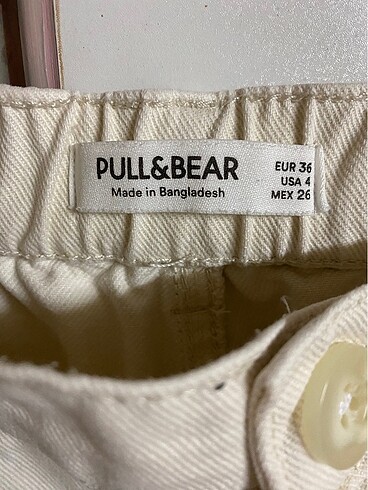 PULL&BEAR
Made in Bangladesh
EUR 36
USA 4
MEX 26